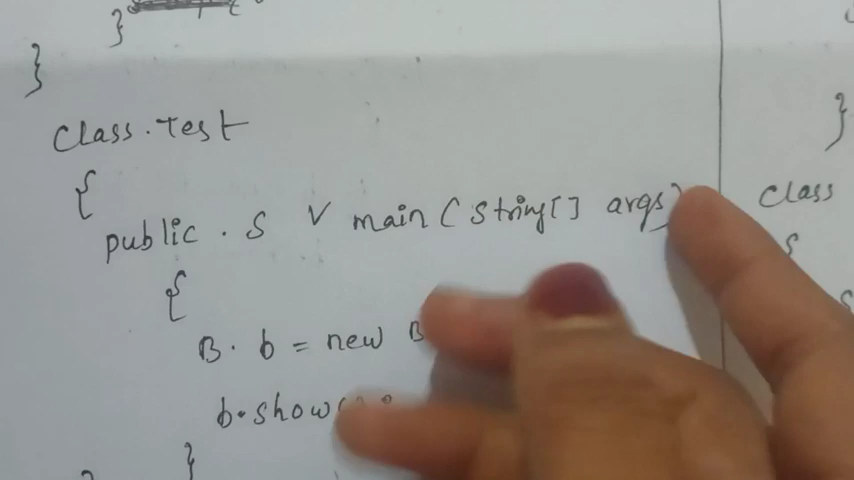 }
}
Class.Test
{
public . S V main (String[] args)
{
B. b = new B
b.show(
}
}
Class
{
S
}